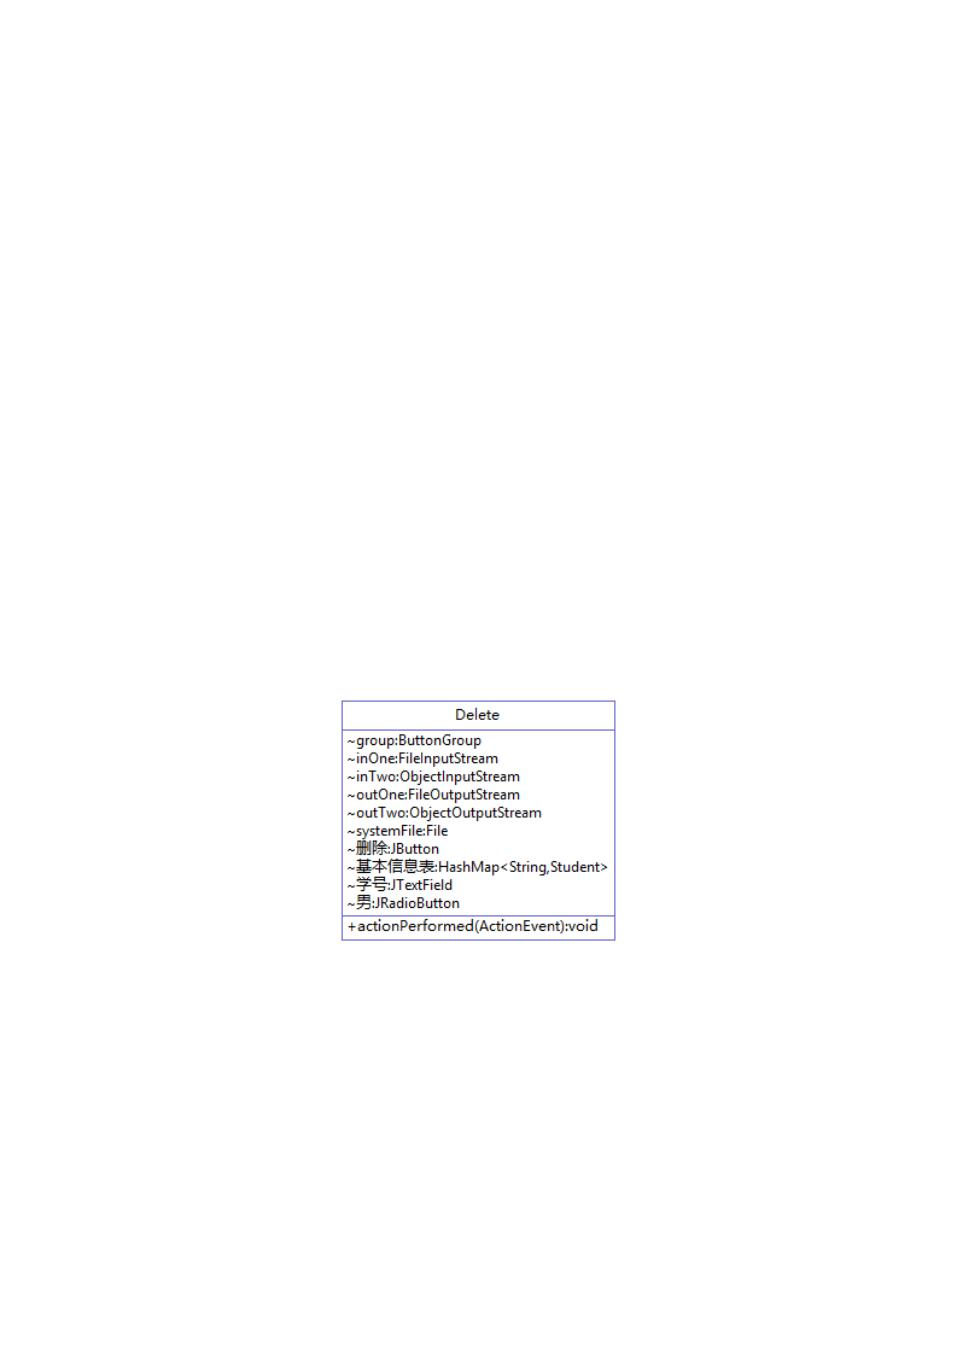 Delete
~group:ButtonGroup
~inOne:FileInputStream
~inTwo:ObjectInputStream
~outOne:FileOutputStream
~outTwo:ObjectOutputStream
~systemFile:File
~删除:JButton
~基本信息表:HashMap<String,Student>
~学号:JTextField
~男:JRadioButton
+actionPerformed(ActionEvent):void